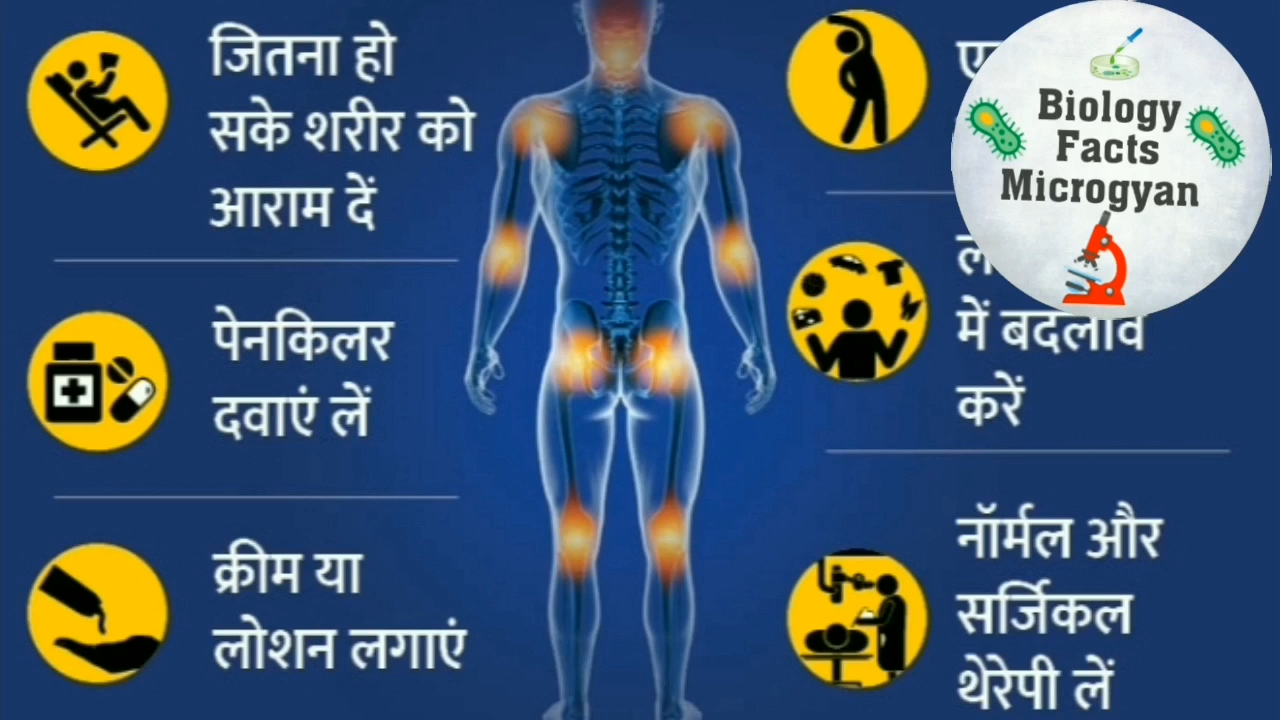 जितना हो
सके शरीर को
आराम दें
पेनकिलर
दवाएं लें
क्रीम या
लोशन लगाएं
Biology
Facts
Microgyan
में बदलाव
करें
नॉर्मल और
सर्जिकल
थेरेपी लें